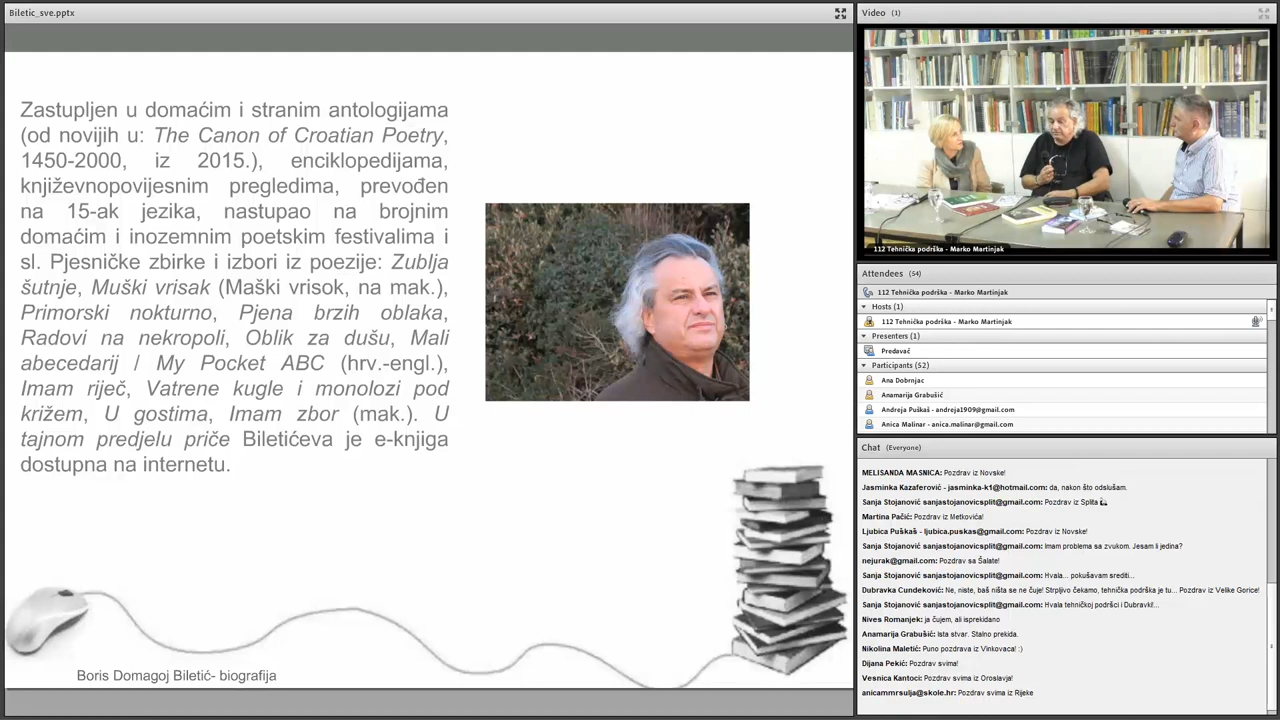 Biletic_sve.pptx
Zastupljen u domaćim i stranim antologijama
(od novijih u: The Canon of Croatian Poetry,
1450-2000, iz 2015.), enciklopedijama,
književnopovijesnim pregledima, prevođen
na 15-ak jezika, nastupao na brojnim
domaćim i inozemnim poetskim festivalima i
sl. Pjesničke zbirke i izbori iz poezije: Zublja
šutnje, Muški vrisak (Maški vrisok, na mak.),
Primorski nokturno, Pjena brzih oblaka,
Radovi na nekropoli, Oblik za dušu, Mali
abecedarij / My Pocket ABC (hrv.-engl.),
Imam riječ, Vatrene kugle i monolozi pod
križem, U gostima, Imam zbor (mak.). U
tajnom predjelu priče Biletićeva je e-knjiga
dostupna na internetu.
Boris Domagoj Biletić- biografija
Video (1)
112 Tehnička podrška - Marko Martinjak
Attendees (54)
112 Tehnička podrška - Marko Martinjak
Hosts (1)
112 Tehnička podrška - Marko Martinjak
Presenters (1)
Predavač
Participants (52)
Ana Dobrnjac
Anamarija Grabušić
Andreja Puškaš - andreja1909@gmail.com
Anica Malinar - anica.malinar@gmail.com
Chat (Everyone)
MELISANDA MASNICA: Pozdrav iz Novske!
Jasminka Kazaferović - jasminka-k1@hotmail.com: da, nakon što odslušam.
Sanja Stojanović sanjastojanovicsplit@gmail.com: Pozdrav iz Splita
Martina Pačić: Pozdrav iz Metkovića!
Ljubica Puškaš - ljubica.puskas@gmail.com: Pozdrav iz Novske!
Sanja Stojanović sanjastojanovicsplit@gmail.com: Imam problema sa zvukom. Jesam li jedina?
nejurak@gmail.com: Pozdrav sa Šalate!
Sanja Stojanović sanjastojanovicsplit@gmail.com: Hvala... pokušavam srediti...
Dubravka Cundeković: Ne, niste, baš ništa se ne čuje! Strpljivo čekamo, tehnička podrška je tu... Pozdrav iz Velike Gorice!
Sanja Stojanović sanjastojanovicsplit@gmail.com: Hvala tehničkoj podršci i Dubravki!...
Nives Romanjek: ja čujem, ali isprekidano
Anamarija Grabušić: Ista stvar. Stalno prekida.
Nikolina Maletić: Puno pozdrava iz Vinkovaca! :)
Dijana Pekić: Pozdrav svima!
Vesnica Kantoci: Pozdrav svima iz Oroslavja!
anicammrsulja@skole.hr: Pozdrav svima iz Rijeke